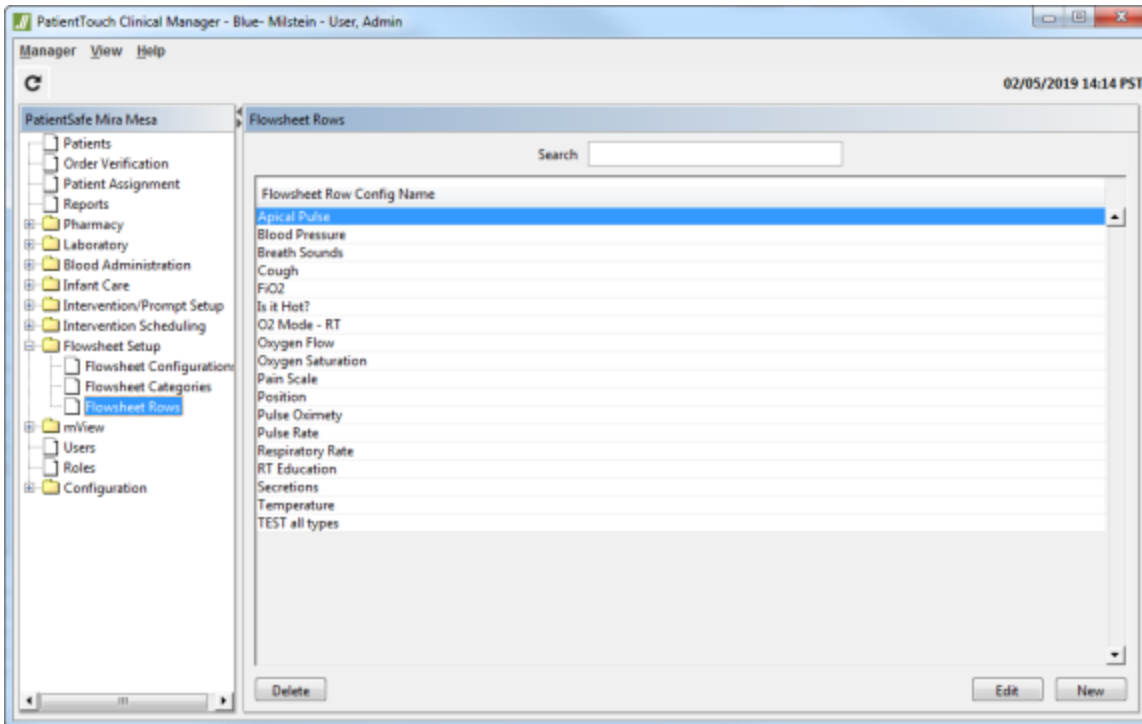 PatientTouch Clinical Manager - Blue- Milstein - User, Admin
Manager View Help
02/05/2019 14:14 PST
PatientSafe Mira Mesa
Patients
Order Verification
Patient Assignment
Reports
Pharmacy
Laboratory
Blood Administration
Infant Care
Intervention/Prompt Setup
Intervention Scheduling
Flowsheet Setup
Flowsheet Configurations
Flowsheet Categories
Flowsheet Rows
mView
Users
Roles
Configuration
Flowsheet Rows
Search
Flowsheet Row Config Name
Apical Pulse
Blood Pressure
Breath Sounds
Cough
FiO2
Is it Hot?
O2 Mode - RT
Oxygen Flow
Oxygen Saturation
Pain Scale
Position
Pulse Oximety
Pulse Rate
Respiratory Rate
RT Education
Secretions
Temperature
TEST all types
Delete
Edit
New